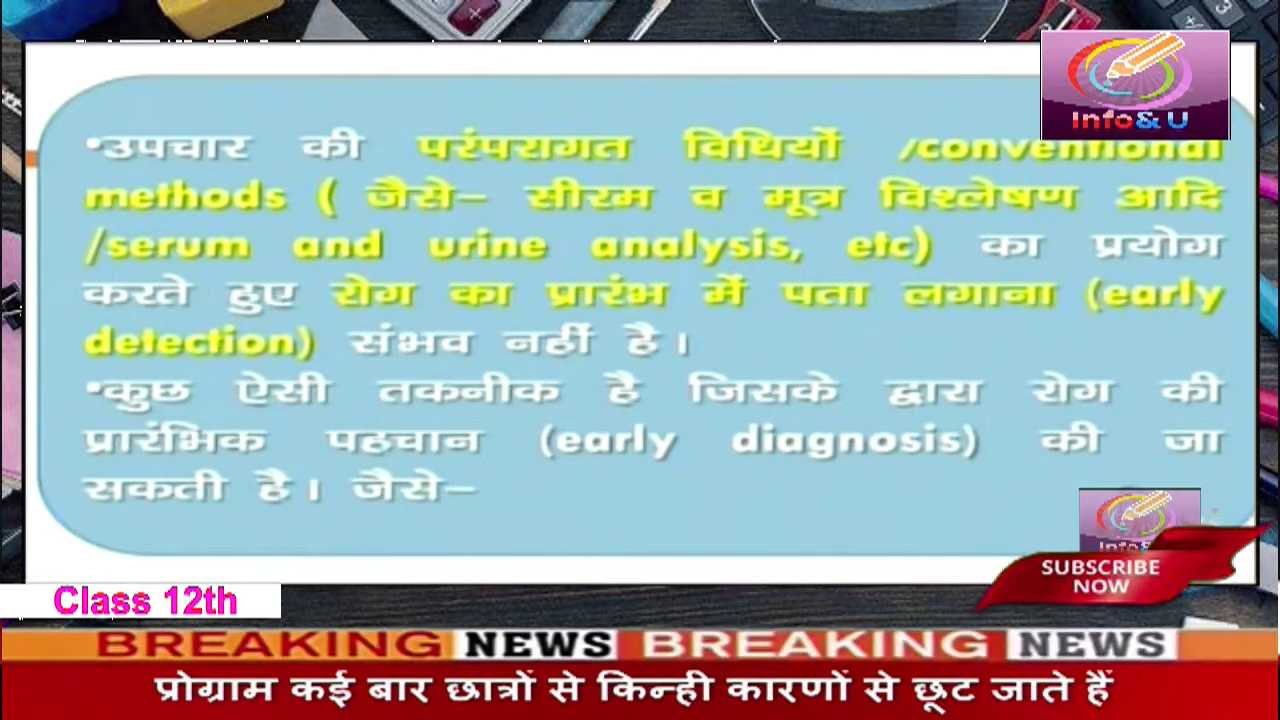 Info& U
•उपचार की परंपरागत विधियों /conventional
methods ( जैसे– सीरम व मूत्र विश्लेषण आदि
/serum and urine analysis, etc) का प्रयोग
करते हुए रोग का प्रारंभ में पता लगाना (early
detection) संभव नहीं है।
•कुछ ऐसी तकनीक है जिसके द्वारा रोग की
प्रारंभिक पहचान (early diagnosis) की जा
सकती है। जैसे–
SUBSCRIBE
NOW
Class 12th
BREAKING NEWS BREAKING NEWS
प्रोग्राम कई बार छात्रों से किन्ही कारणों से छूट जाते हैं